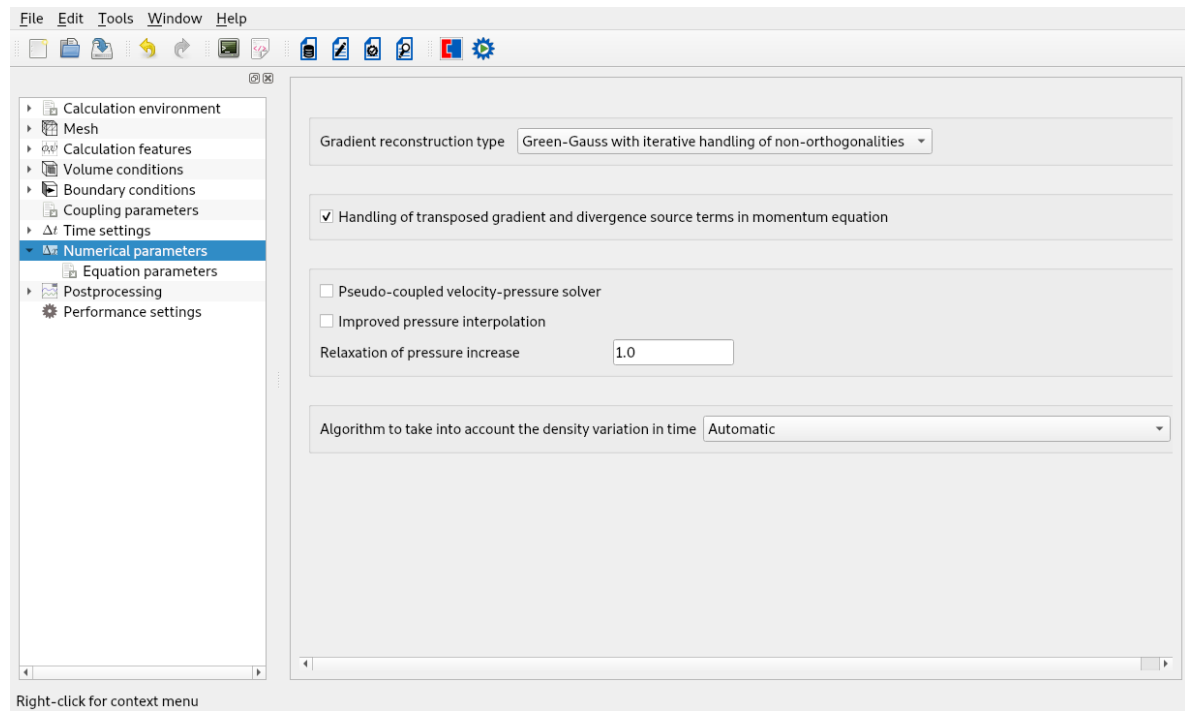 File Edit Tools Window Help
Calculation environment
Mesh
Calculation features
Volume conditions
Boundary conditions
Coupling parameters
Δt Time settings
Numerical parameters
Equation parameters
Postprocessing
Performance settings
Gradient reconstruction type Green-Gauss with iterative handling of non-orthogonalities
Handling of transposed gradient and divergence source terms in momentum equation
Pseudo-coupled velocity-pressure solver
Improved pressure interpolation
Relaxation of pressure increase 1.0
Algorithm to take into account the density variation in time Automatic
Right-click for context menu